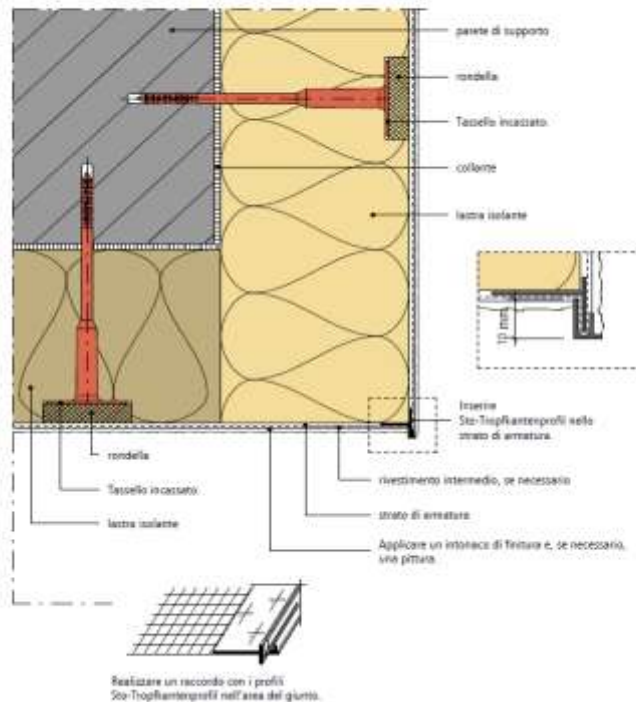 parete di supporto
rondella
Tassello incassato
collante
lastra isolante
10 mm
Inserire
Sto-Tropfkantenprofil nello
strato di armatura
rondella
rivestimento intermedio, se necessario
Tassello incassato
strato di armatura
lastra isolante
Applicare un intonaco di finitura e, se necessario,
una pittura.
Realizzare un raccordo con i profili
Sto-Tropfkantenprofil nell'area del giunto.